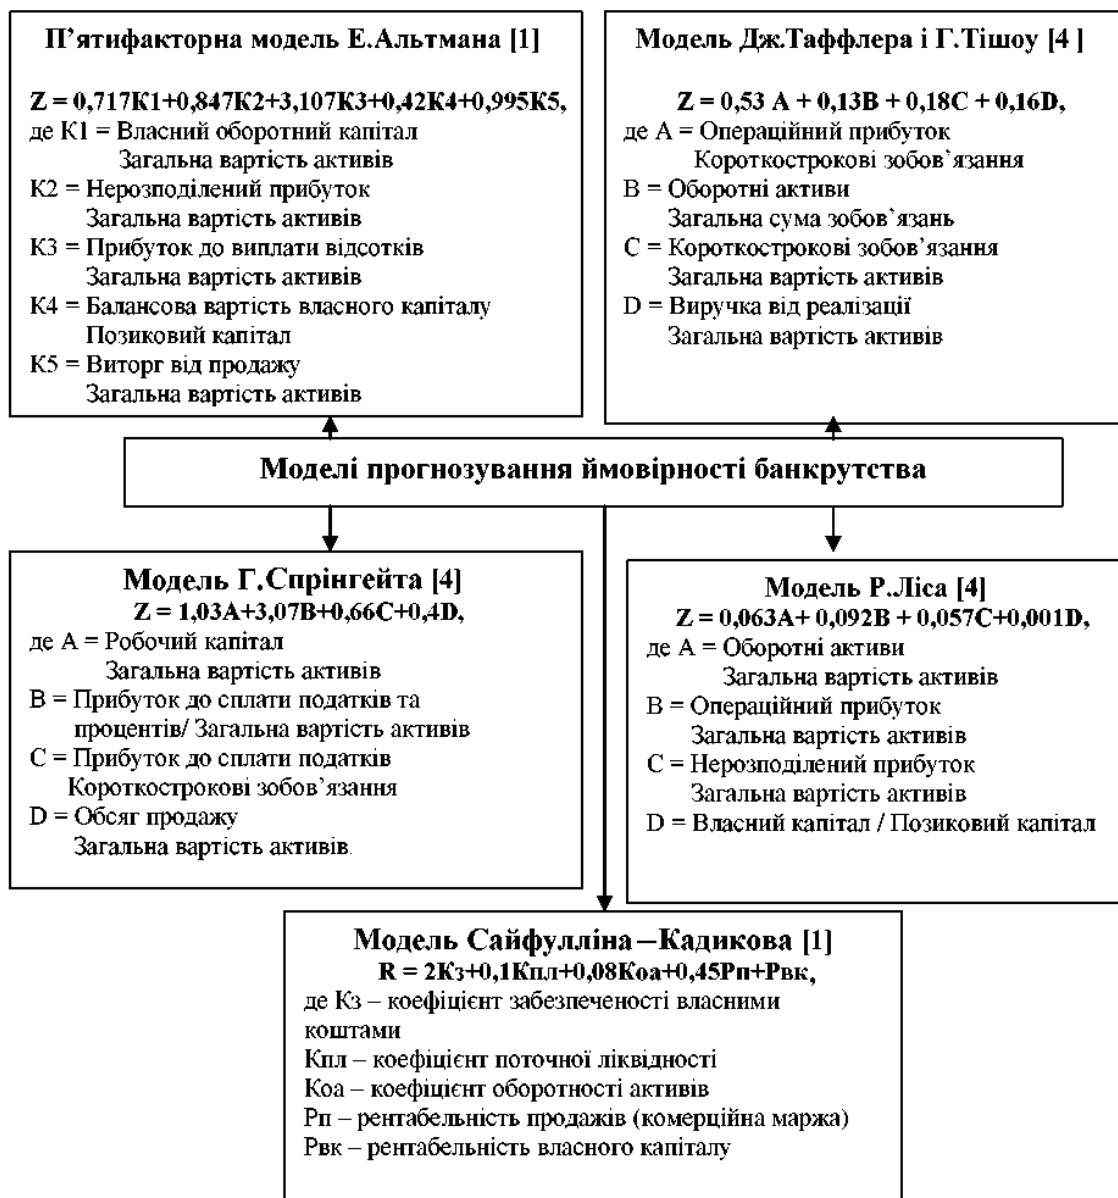 П’ятифакторна модель Е.Альтмана [1]
Z = 0,717К1+0,847К2+3,107К3+0,42К4+0,995К5,
де К1 = Власний оборотний капітал
Загальна вартість активів
К2 = Нерозподілений прибуток
Загальна вартість активів
К3 = Прибуток до виплати відсотків
Загальна вартість активів
К4 = Балансова вартість власного капіталу
Позиковий капітал
К5 = Виторг від продажу
Загальна вартість активів
Модель Дж.Таффлера і Г.Тішоу [4 ]
Z = 0,53 А + 0,13В + 0,18С + 0,16D,
де А = Операційний прибуток
Короткострокові зобов’язання
В = Оборотні активи
Загальна сума зобов’язань
С = Короткострокові зобов’язання
Загальна вартість активів
D = Виручка від реалізації
Загальна вартість активів
Моделі прогнозування ймовірності банкрутства
Модель Г.Спрінгейта [4]
Z = 1,03А+3,07В+0,66С+0,4D,
де А = Робочий капітал
Загальна вартість активів
В = Прибуток до сплати податків та
процентів/ Загальна вартість активів
С = Прибуток до сплати податків
Короткострокові зобов’язання
D = Обсяг продажу
Загальна вартість активів.
Модель Р.Ліса [4]
Z = 0,063А+ 0,092В + 0,057С+0,001D,
де А = Оборотні активи
Загальна вартість активів
В = Операційний прибуток
Загальна вартість активів
С = Нерозподілений прибуток
Загальна вартість активів
D = Власний капітал / Позиковий капітал
Модель Сайфулліна–Кадикова [1]
R = 2Кз+0,1Кпл+0,08Коа+0,45Рп+Рвк,
де Кз – коефіцієнт забезпеченості власними
коштами
Кпл – коефіцієнт поточної ліквідності
Коа – коефіцієнт оборотності активів
Рп – рентабельність продажів (комерційна маржа)
Рвк – рентабельність власного капіталу